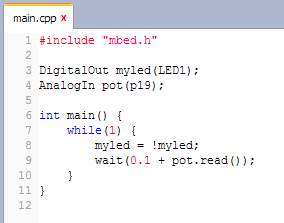 main.cpp x
1 #include "mbed.h"
2
3 DigitalOut myled(LED1);
4 AnalogIn pot(p19);
5
6 int main() {
7     while(1) {
8         myled = !myled;
9         wait(0.1 + pot.read());
10     }
11 }
12